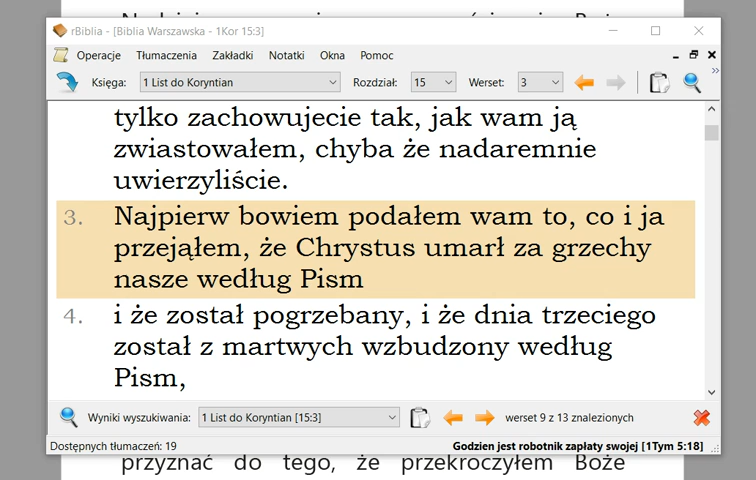 rBiblia - [Biblia Warszawska - 1Kor 15:3]
Operacje Tłumaczenia Zakładki Notatki Okna Pomoc
Księga: 1 List do Koryntian Rozdział: 15 Werset: 3
tylko zachowujecie tak, jak wam ją
zwiastowałem, chyba że nadaremnie
uwierzyliście.
3. Najpierw bowiem podałem wam to, co i ja
przejąłem, że Chrystus umarł za grzechy
nasze według Pism
4. i że został pogrzebany, i że dnia trzeciego
został z martwych wzbudzony według
Pism,
Wyniki wyszukiwania: 1 List do Koryntian [15:3] werset 9 z 13 znalezionych
Dostępnych tłumaczeń: 19 Godzien jest robotnik zapłaty swojej [1Tym 5:18]
przyznać do tego, że przekroczyłem Boże